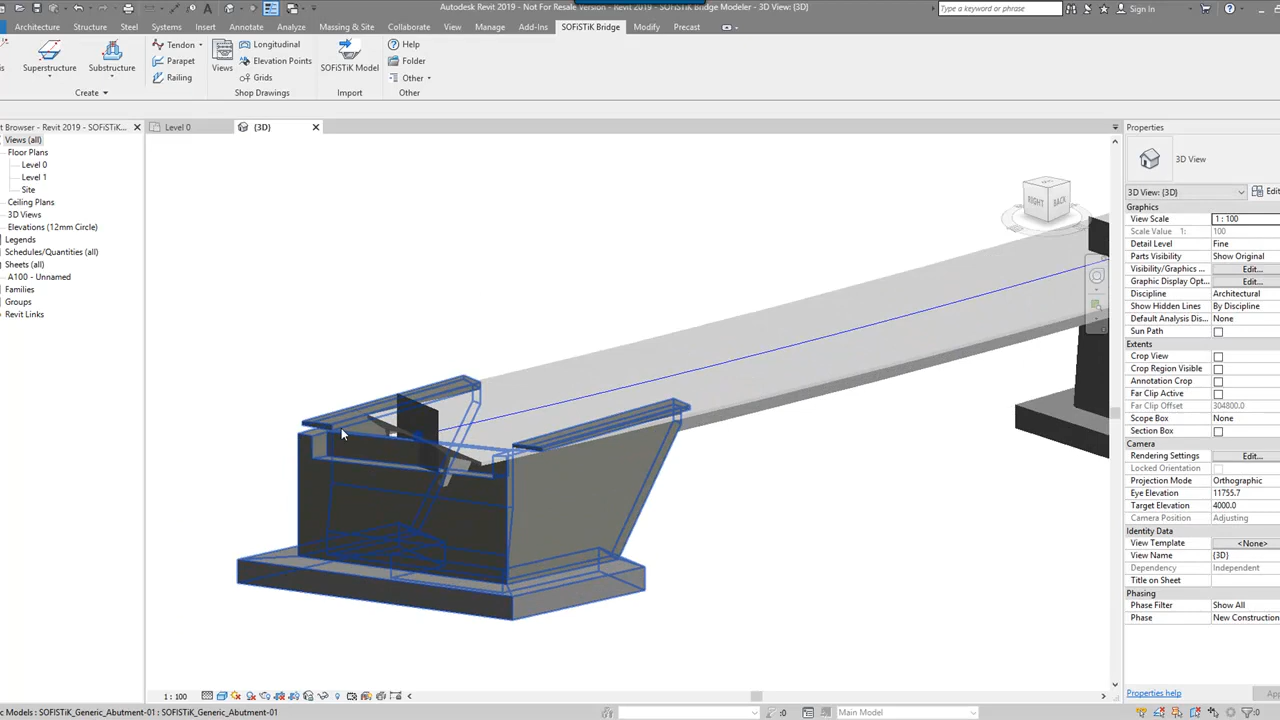 Autodesk Revit 2019 - Not For Resale Version - SOFiSTiK Bridge Modeler - 3D View: {3D}
Type a keyword or phrase
Sign In
Architecture Structure Steel Systems Insert Annotate Analyze Massing & Site Collaborate View Manage Add-Ins SOFiSTiK Bridge Modify Precast
Superstructure Substructure
Tendon
Parapet
Railing
Create
Views
Longitudinal
Elevation Points
Grids
Shop Drawings
SOFiSTiK Model
Import
Help
Folder
Other
Other
t Browser - Revit 2019 - SOFiSTiK...
Views (all)
Floor Plans
Level 0
Level 1
Site
Ceiling Plans
3D Views
Elevations (12mm Circle)
Legends
Schedules/Quantities (all)
Sheets (all)
A100 - Unnamed
Families
Groups
Revit Links
Level 0
{3D}
RIGHT BACK
Properties
3D View
3D View: {3D}
Edit
Graphics
View Scale 1 : 100
Scale Value 1: 100
Detail Level Fine
Parts Visibility Show Original
Visibility/Graphics ... Edit...
Graphic Display Opt... Edit...
Discipline Architectural
Show Hidden Lines By Discipline
Default Analysis Dis... None
Sun Path
Extents
Crop View
Crop Region Visible
Annotation Crop
Far Clip Active
Far Clip Offset 304800.0
Scope Box None
Section Box
Camera
Rendering Settings Edit...
Locked Orientation
Projection Mode Orthographic
Eye Elevation 11755.7
Target Elevation 4000.0
Camera Position Adjusting
Identity Data
View Template <None>
View Name {3D}
Dependency Independent
Title on Sheet
Phasing
Phase Filter Show All
Phase New Construction
Properties help
Ap
1 : 100
c Models : SOFiSTiK_Generic_Abutment-01 : SOFiSTiK_Generic_Abutment-01
:0
Main Model
:0